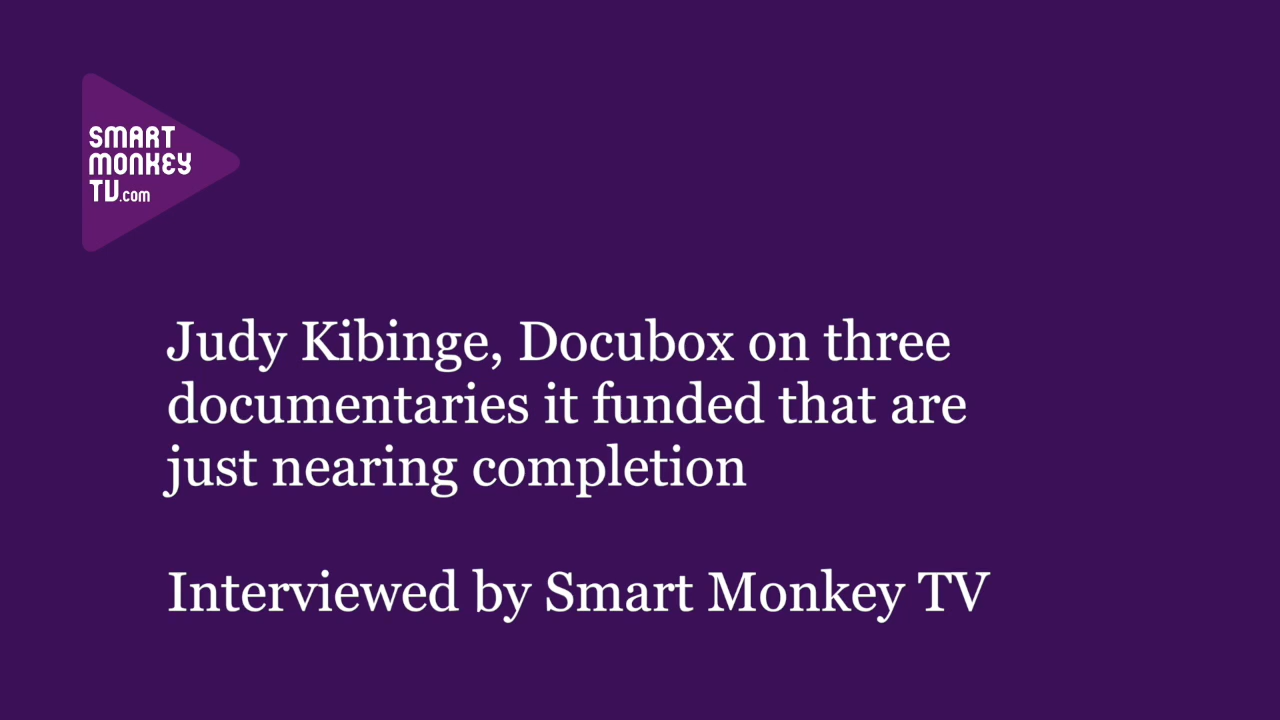 SMART
MONKEY
TV.com
Judy Kibinge, Docubox on three
documentaries it funded that are
just nearing completion
Interviewed by Smart Monkey TV